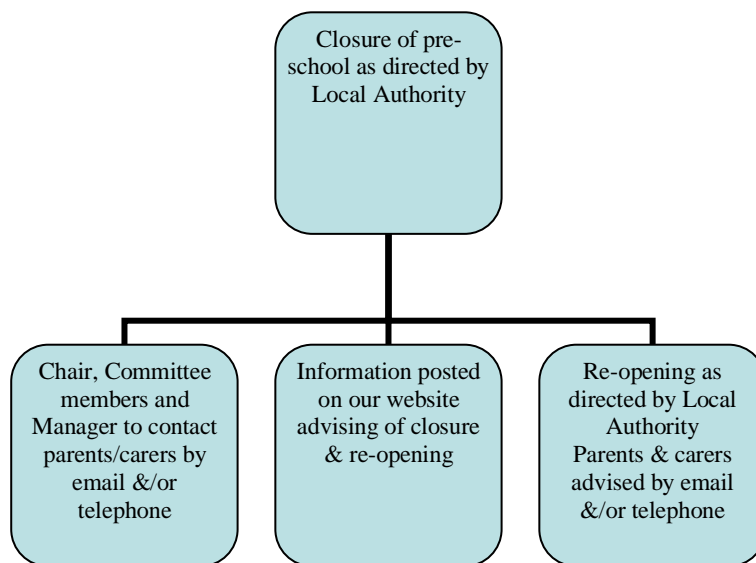 Closure of pre-
school as directed by
Local Authority
Chair, Committee
members and
Manager to contact
parents/carers by
email &/or
telephone
Information posted
on our website
advising of closure
& re-opening
Re-opening as
directed by Local
Authority
Parents & carers
advised by email
&/or telephone